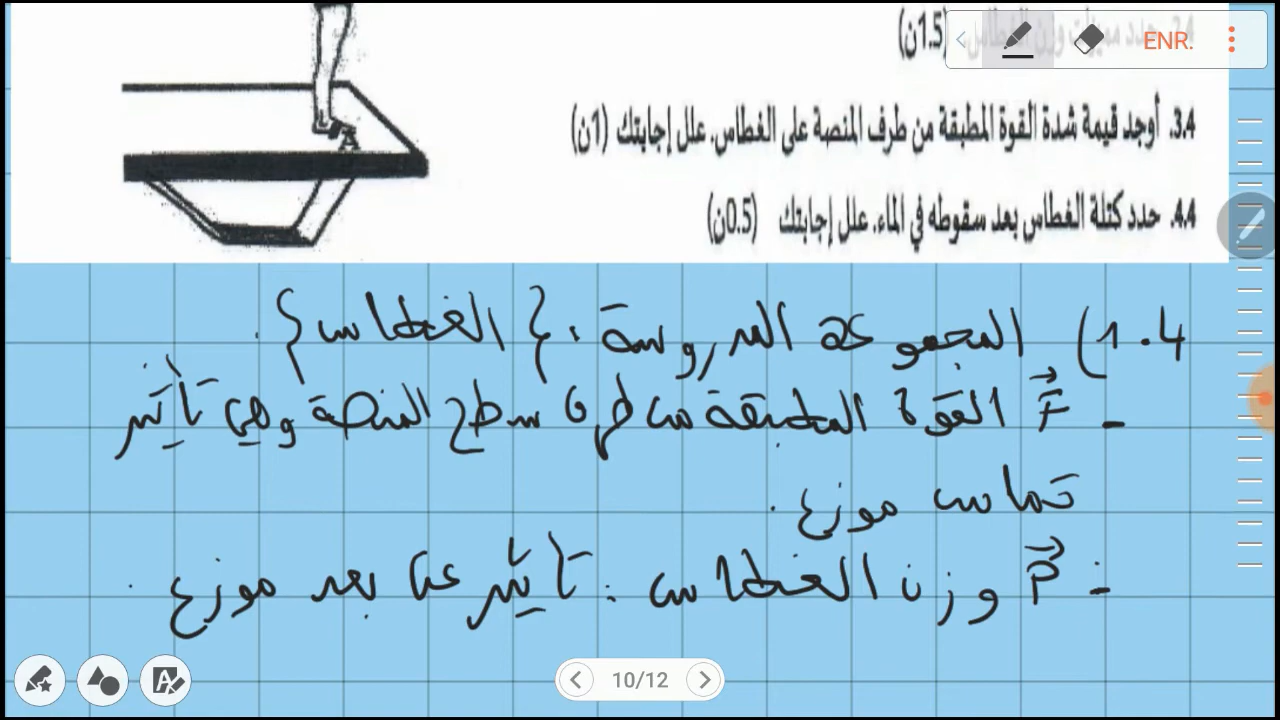 2.4 حدد مميزات وزن الغطاس. (1.5ن)
ENR.
3.4. أوجد قيمة شدة القوة المطبقة من طرف المنصة على الغطاس. علل إجابتك (1ن)
A
4.4. حدد كتلة الغطاس بعد سقوطه في الماء. علل إجابتك (0.5ن)
1.4) المجموعة المدروسة : {الغطاس}.
- F القوة المطبقة من طرف سطح المنصة وهي تأثير
تماس موزع.
- P وزن الغطاس : تأثير عن بعد موزع.
10/12